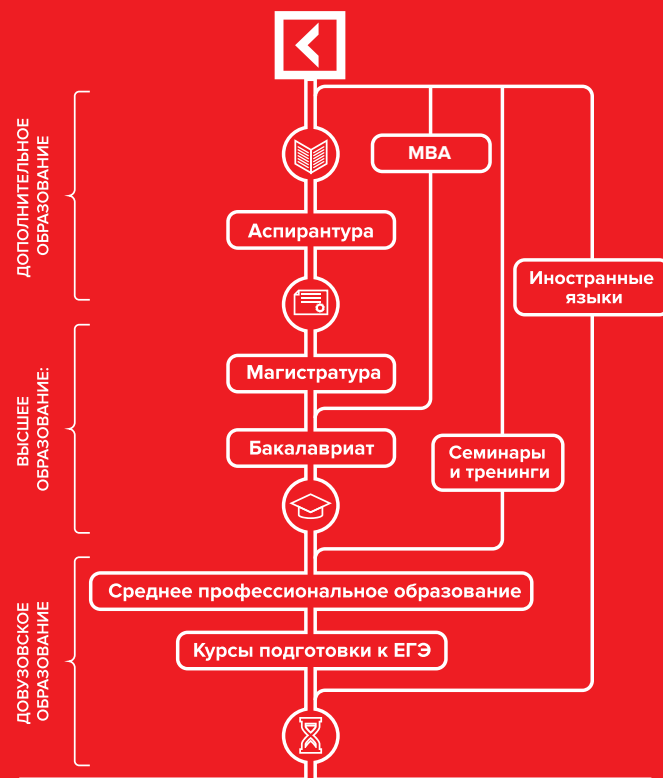 ДОПОЛНИТЕЛЬНОЕ
ОБРАЗОВАНИЕ
МВА
Аспирантура
Иностранные
языки
ВЫСШЕЕ
ОБРАЗОВАНИЕ:
Магистратура
Бакалавриат
Семинары
и тренинги
ДОВУЗОВСКОЕ
ОБРАЗОВАНИЕ
Среднее профессиональное образование
Курсы подготовки к ЕГЭ